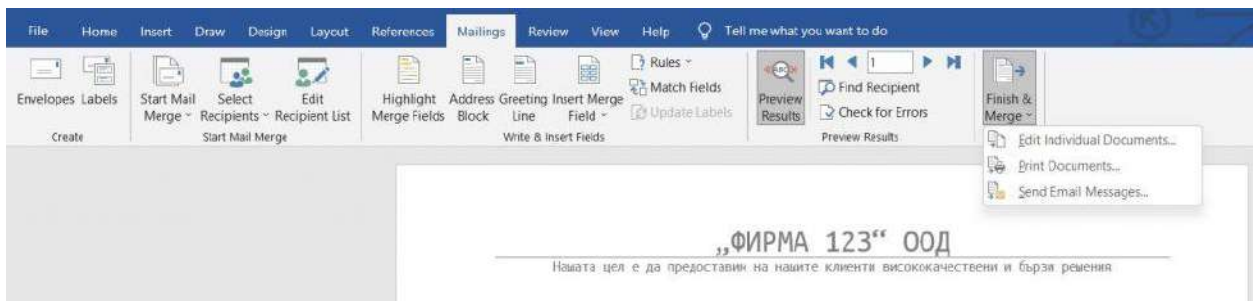 File Home Insert Draw Design Layout References Mailings Review View Help Tell me what you want to do
Envelopes Labels
Create
Start Mail Merge
Select Recipients
Edit Recipient List
Start Mail Merge
Highlight Merge Fields
Address Block
Greeting Line
Insert Merge Field
Rules
Match Fields
Update Labels
Write & Insert Fields
Preview Results
1
Find Recipient
Check for Errors
Preview Results
Finish & Merge
Edit Individual Documents...
Print Documents...
Send Email Messages...
„ФИРМА 123“ ООД
Нашата цел е да предоставим на нашите клиенти висококачествени и бързи решения